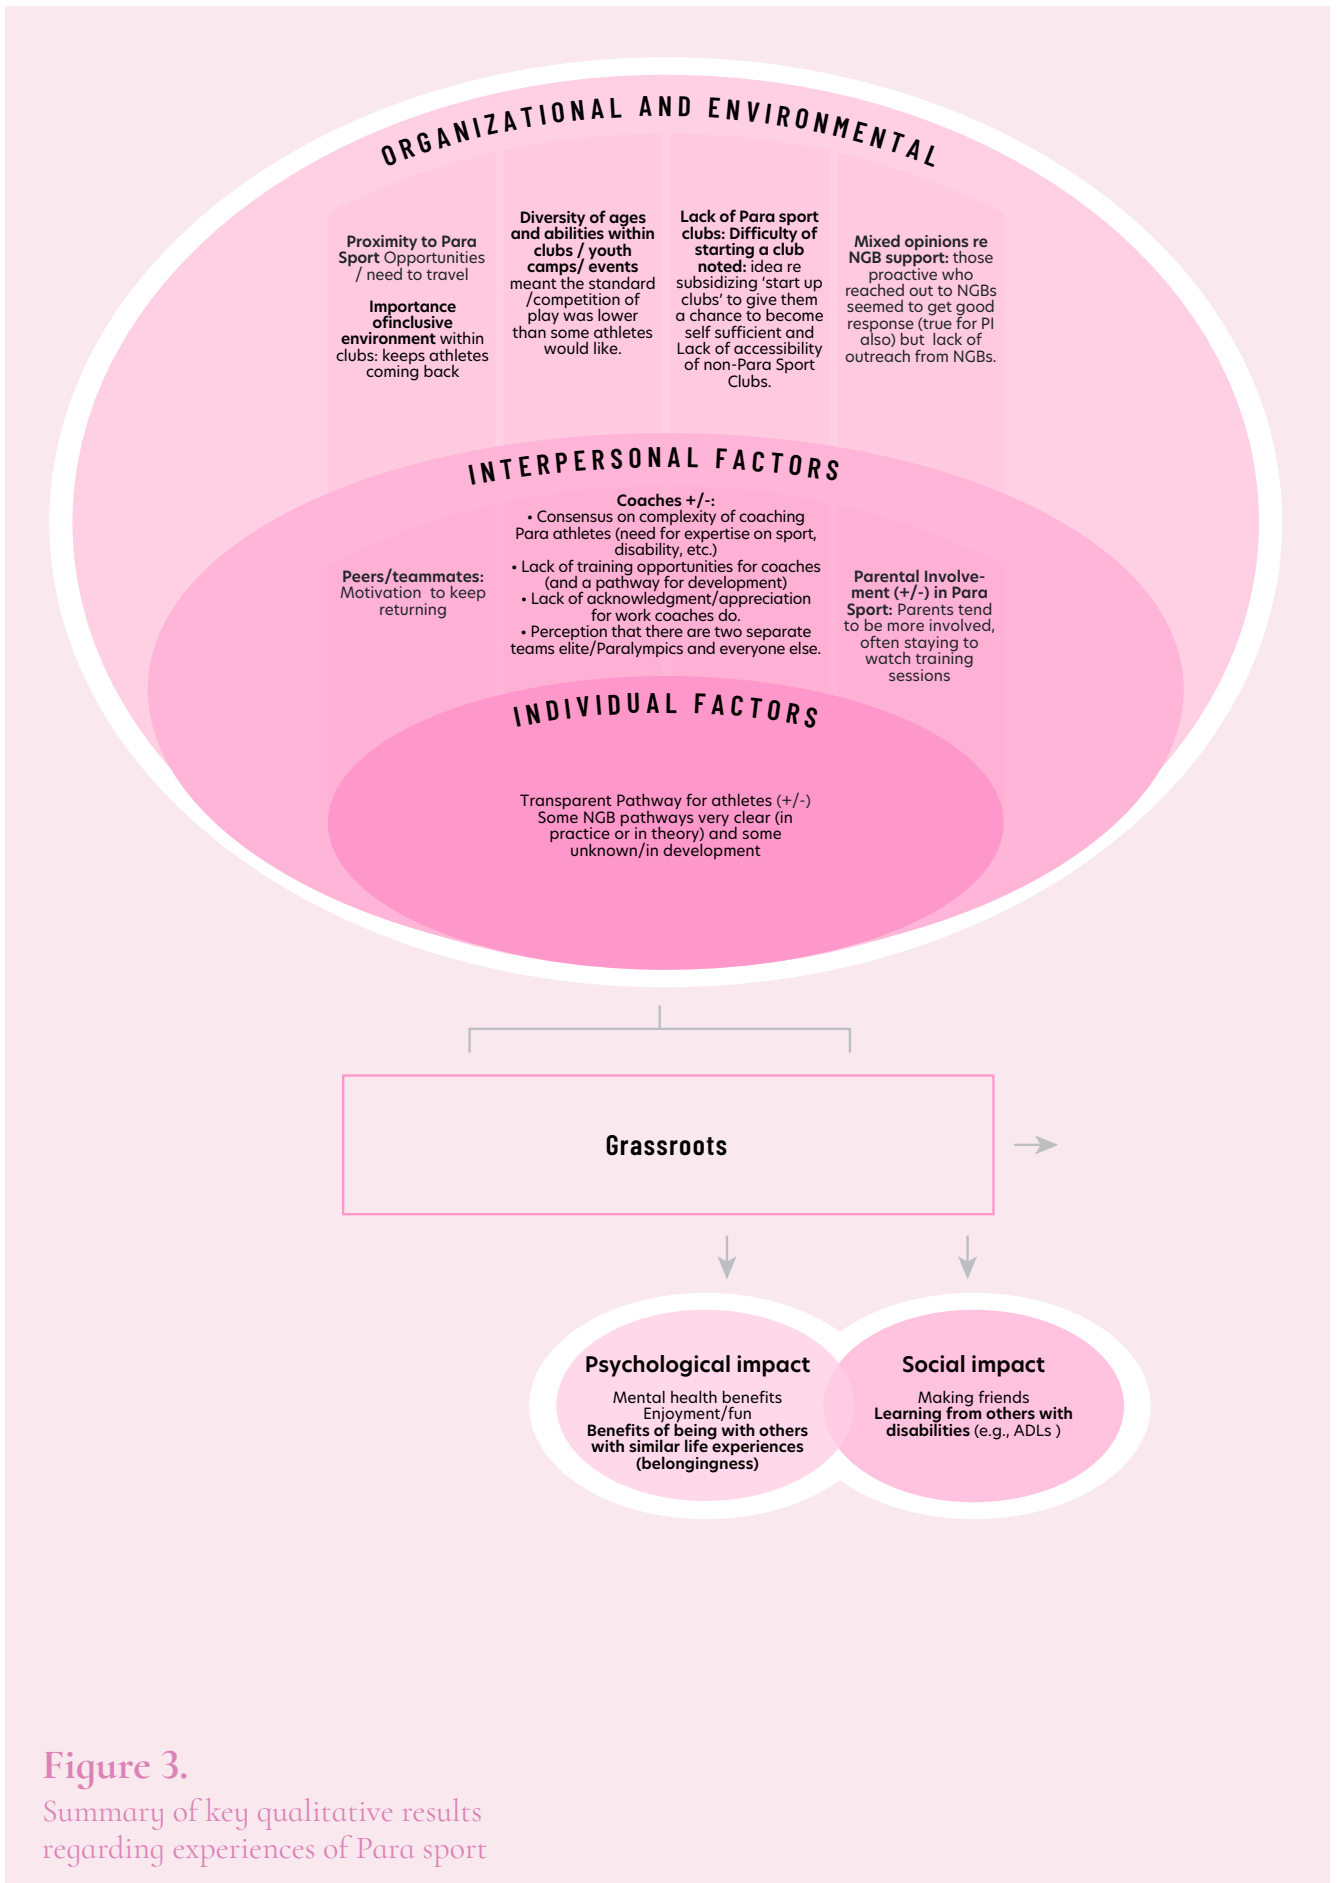 ORGANIZATIONAL AND ENVIRONMENTAL
Proximity to Para
Sport Opportunities
/ need to travel
Importance
ofinclusive
environment within
clubs: keeps athletes
coming back
Diversity of ages
and abilities within
clubs / youth
camps/ events
meant the standard
/competition of
play was lower
than some athletes
would like.
Lack of Para sport
clubs: Difficulty of
starting a club
noted: idea re
subsidizing ‘start up
clubs’ to give them
a chance to become
self sufficient and
Lack of accessibility
of non-Para Sport
Clubs.
Mixed opinions re
NGB support: those
proactive who
reached out to NGBs
seemed to get good
response (true for PI
also) but lack of
outreach from NGBs.
INTERPERSONAL FACTORS
Peers/teammates:
Motivation to keep
returning
Coaches +/-:
• Consensus on complexity of coaching
Para athletes (need for expertise on sport,
disability, etc.)
• Lack of training opportunities for coaches
(and a pathway for development)
• Lack of acknowledgment/appreciation
for work coaches do.
• Perception that there are two separate
teams elite/Paralympics and everyone else.
Parental Involve-
ment (+/-) in Para
Sport: Parents tend
to be more involved,
often staying to
watch training
sessions
INDIVIDUAL FACTORS
Transparent Pathway for athletes (+/-)
Some NGB pathways very clear (in
practice or in theory) and some
unknown/in development
Grassroots
Psychological impact
Mental health benefits
Enjoyment/fun
Benefits of being with others
with similar life experiences
(belongingness)
Social impact
Making friends
Learning from others with
disabilities (e.g., ADLs )
Figure 3.
Summary of key qualitative results
regarding experiences of Para sport